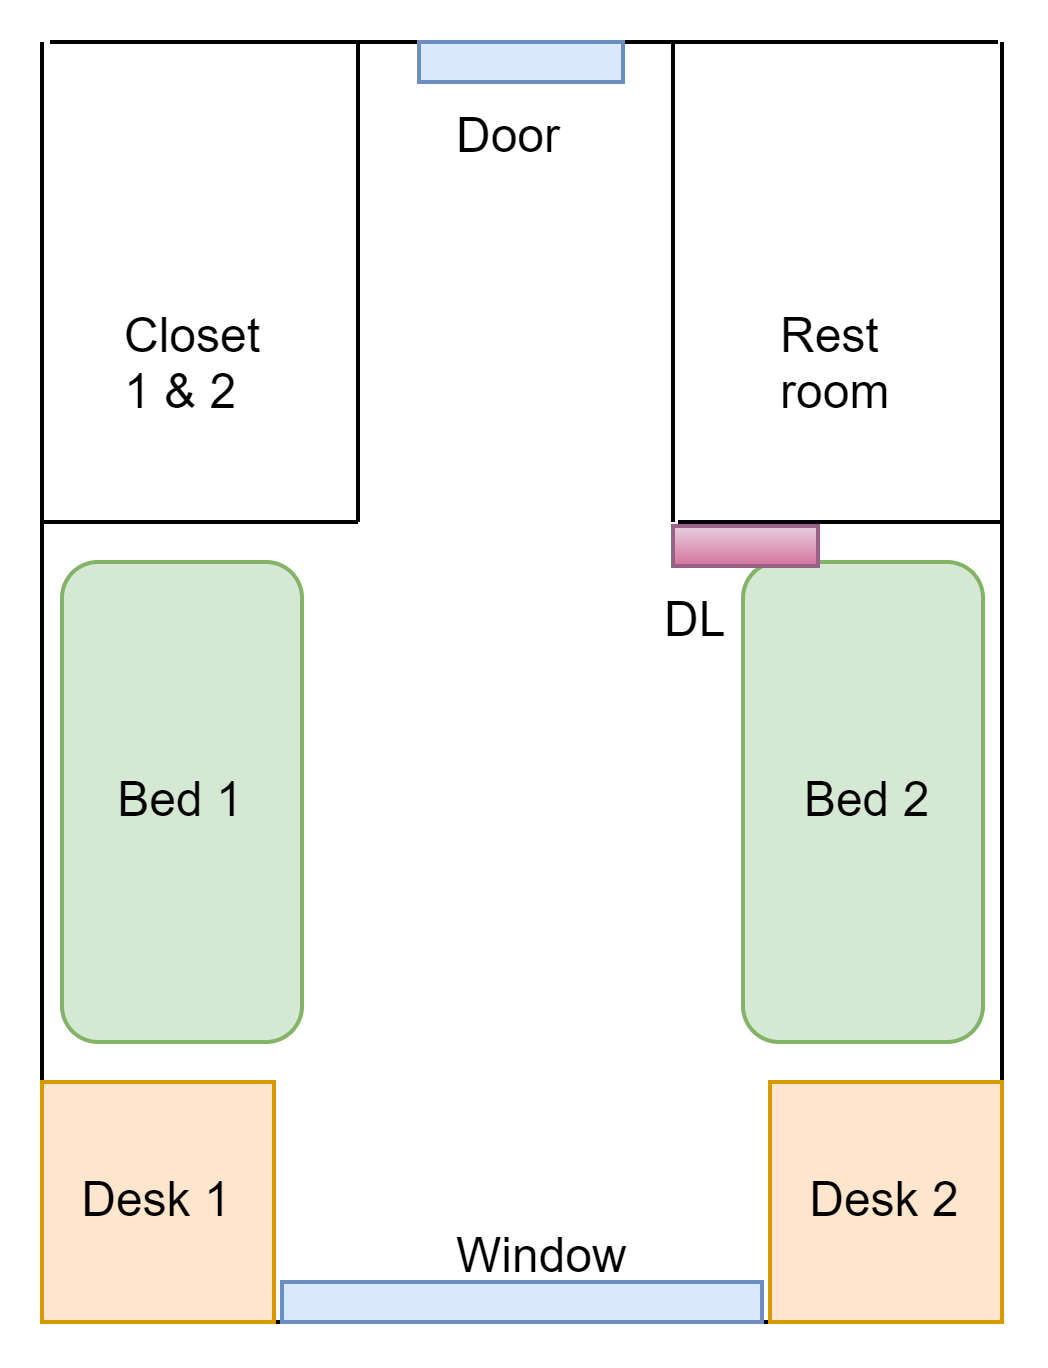 Door
Closet
1 & 2
Rest
room
DL
Bed 1
Bed 2
Desk 1
Desk 2
Window